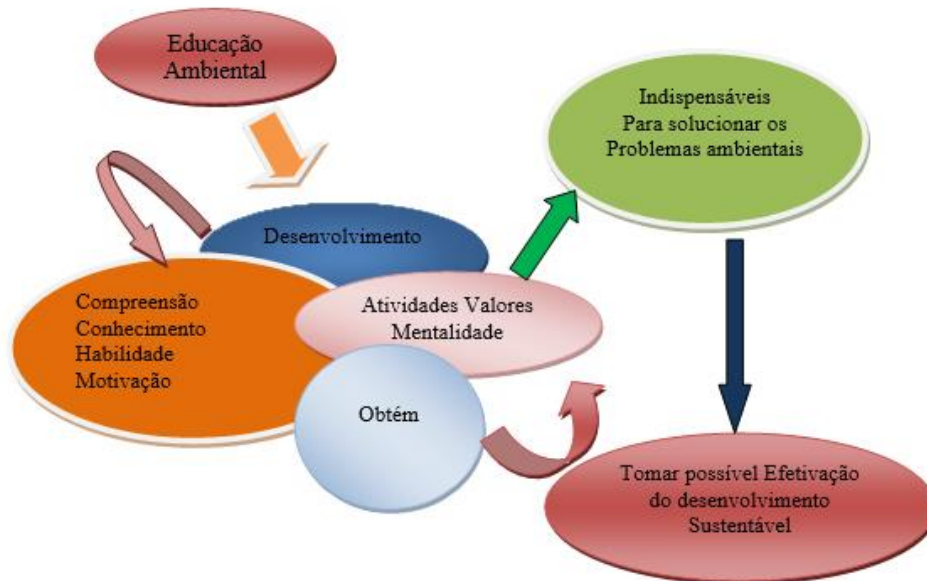 Educação
Ambiental
Desenvolvimento
Compreensão
Conhecimento
Habilidade
Motivação
Atividades Valores
Mentalidade
Obtém
Indispensáveis
Para solucionar os
Problemas ambientais
Tomar possível Efetivação
do desenvolvimento
Sustentável